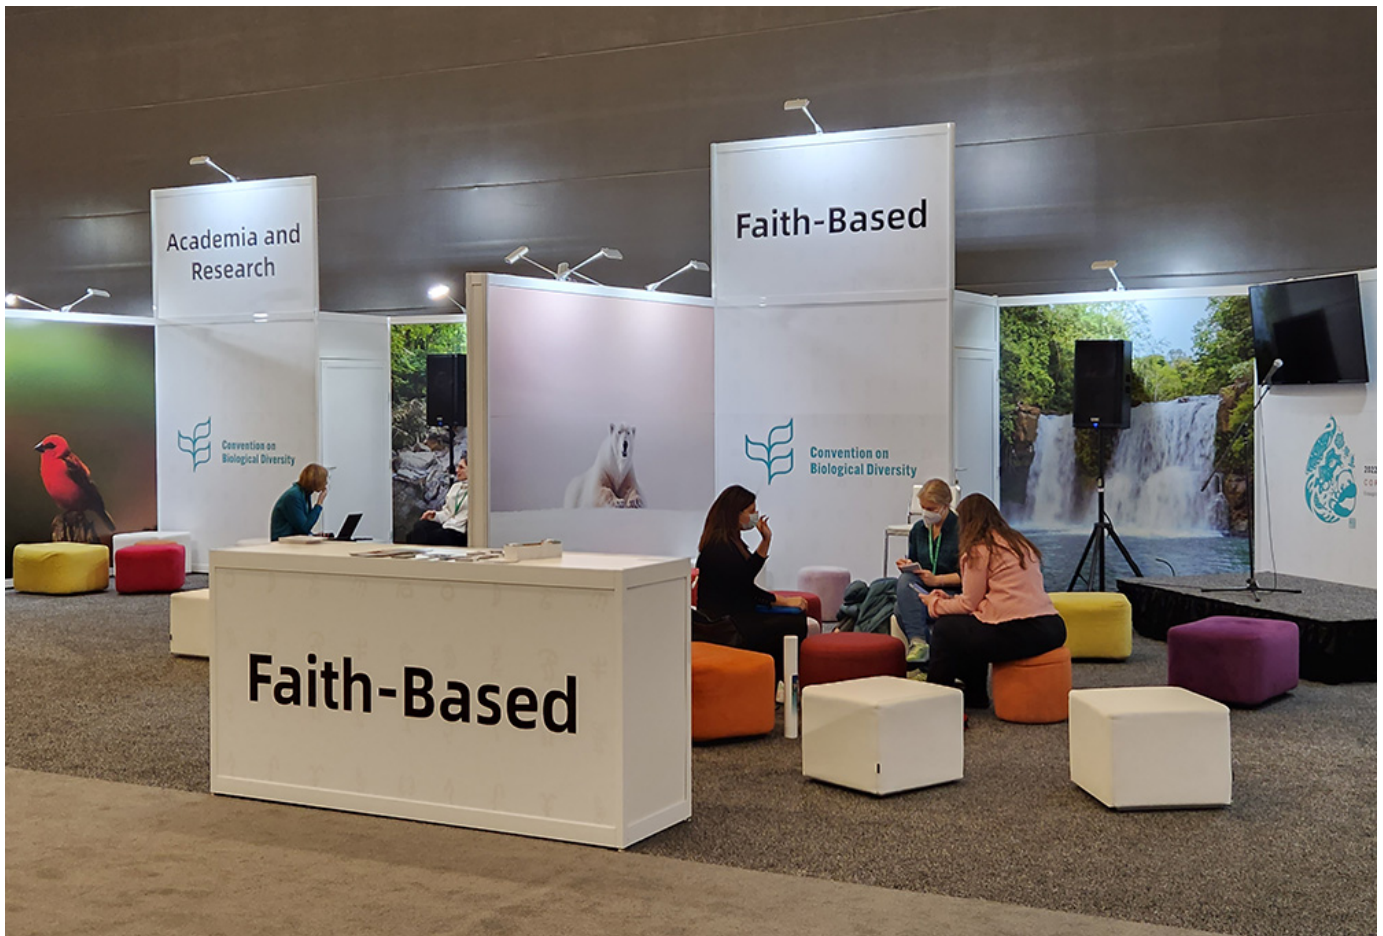 Academia and
Research
Faith-Based
Convention on
Biological Diversity
Convention on
Biological Diversity
Faith-Based